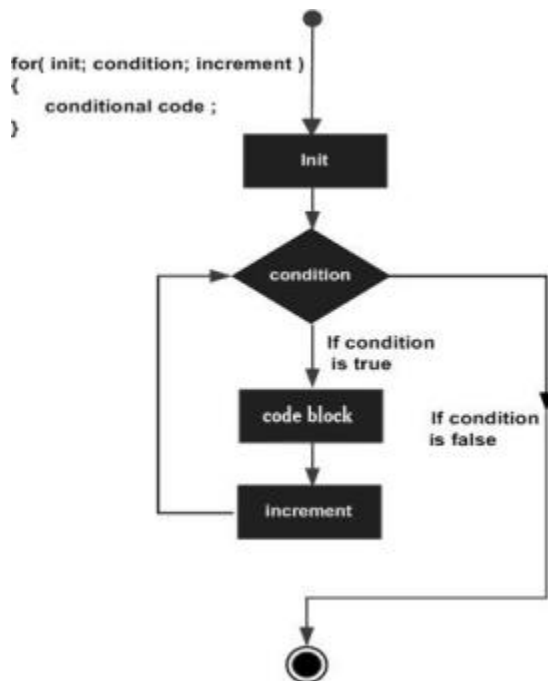 for( init; condition; increment )
{
conditional code ;
}
Init
condition
If condition
is true
code block
If condition
is false
increment